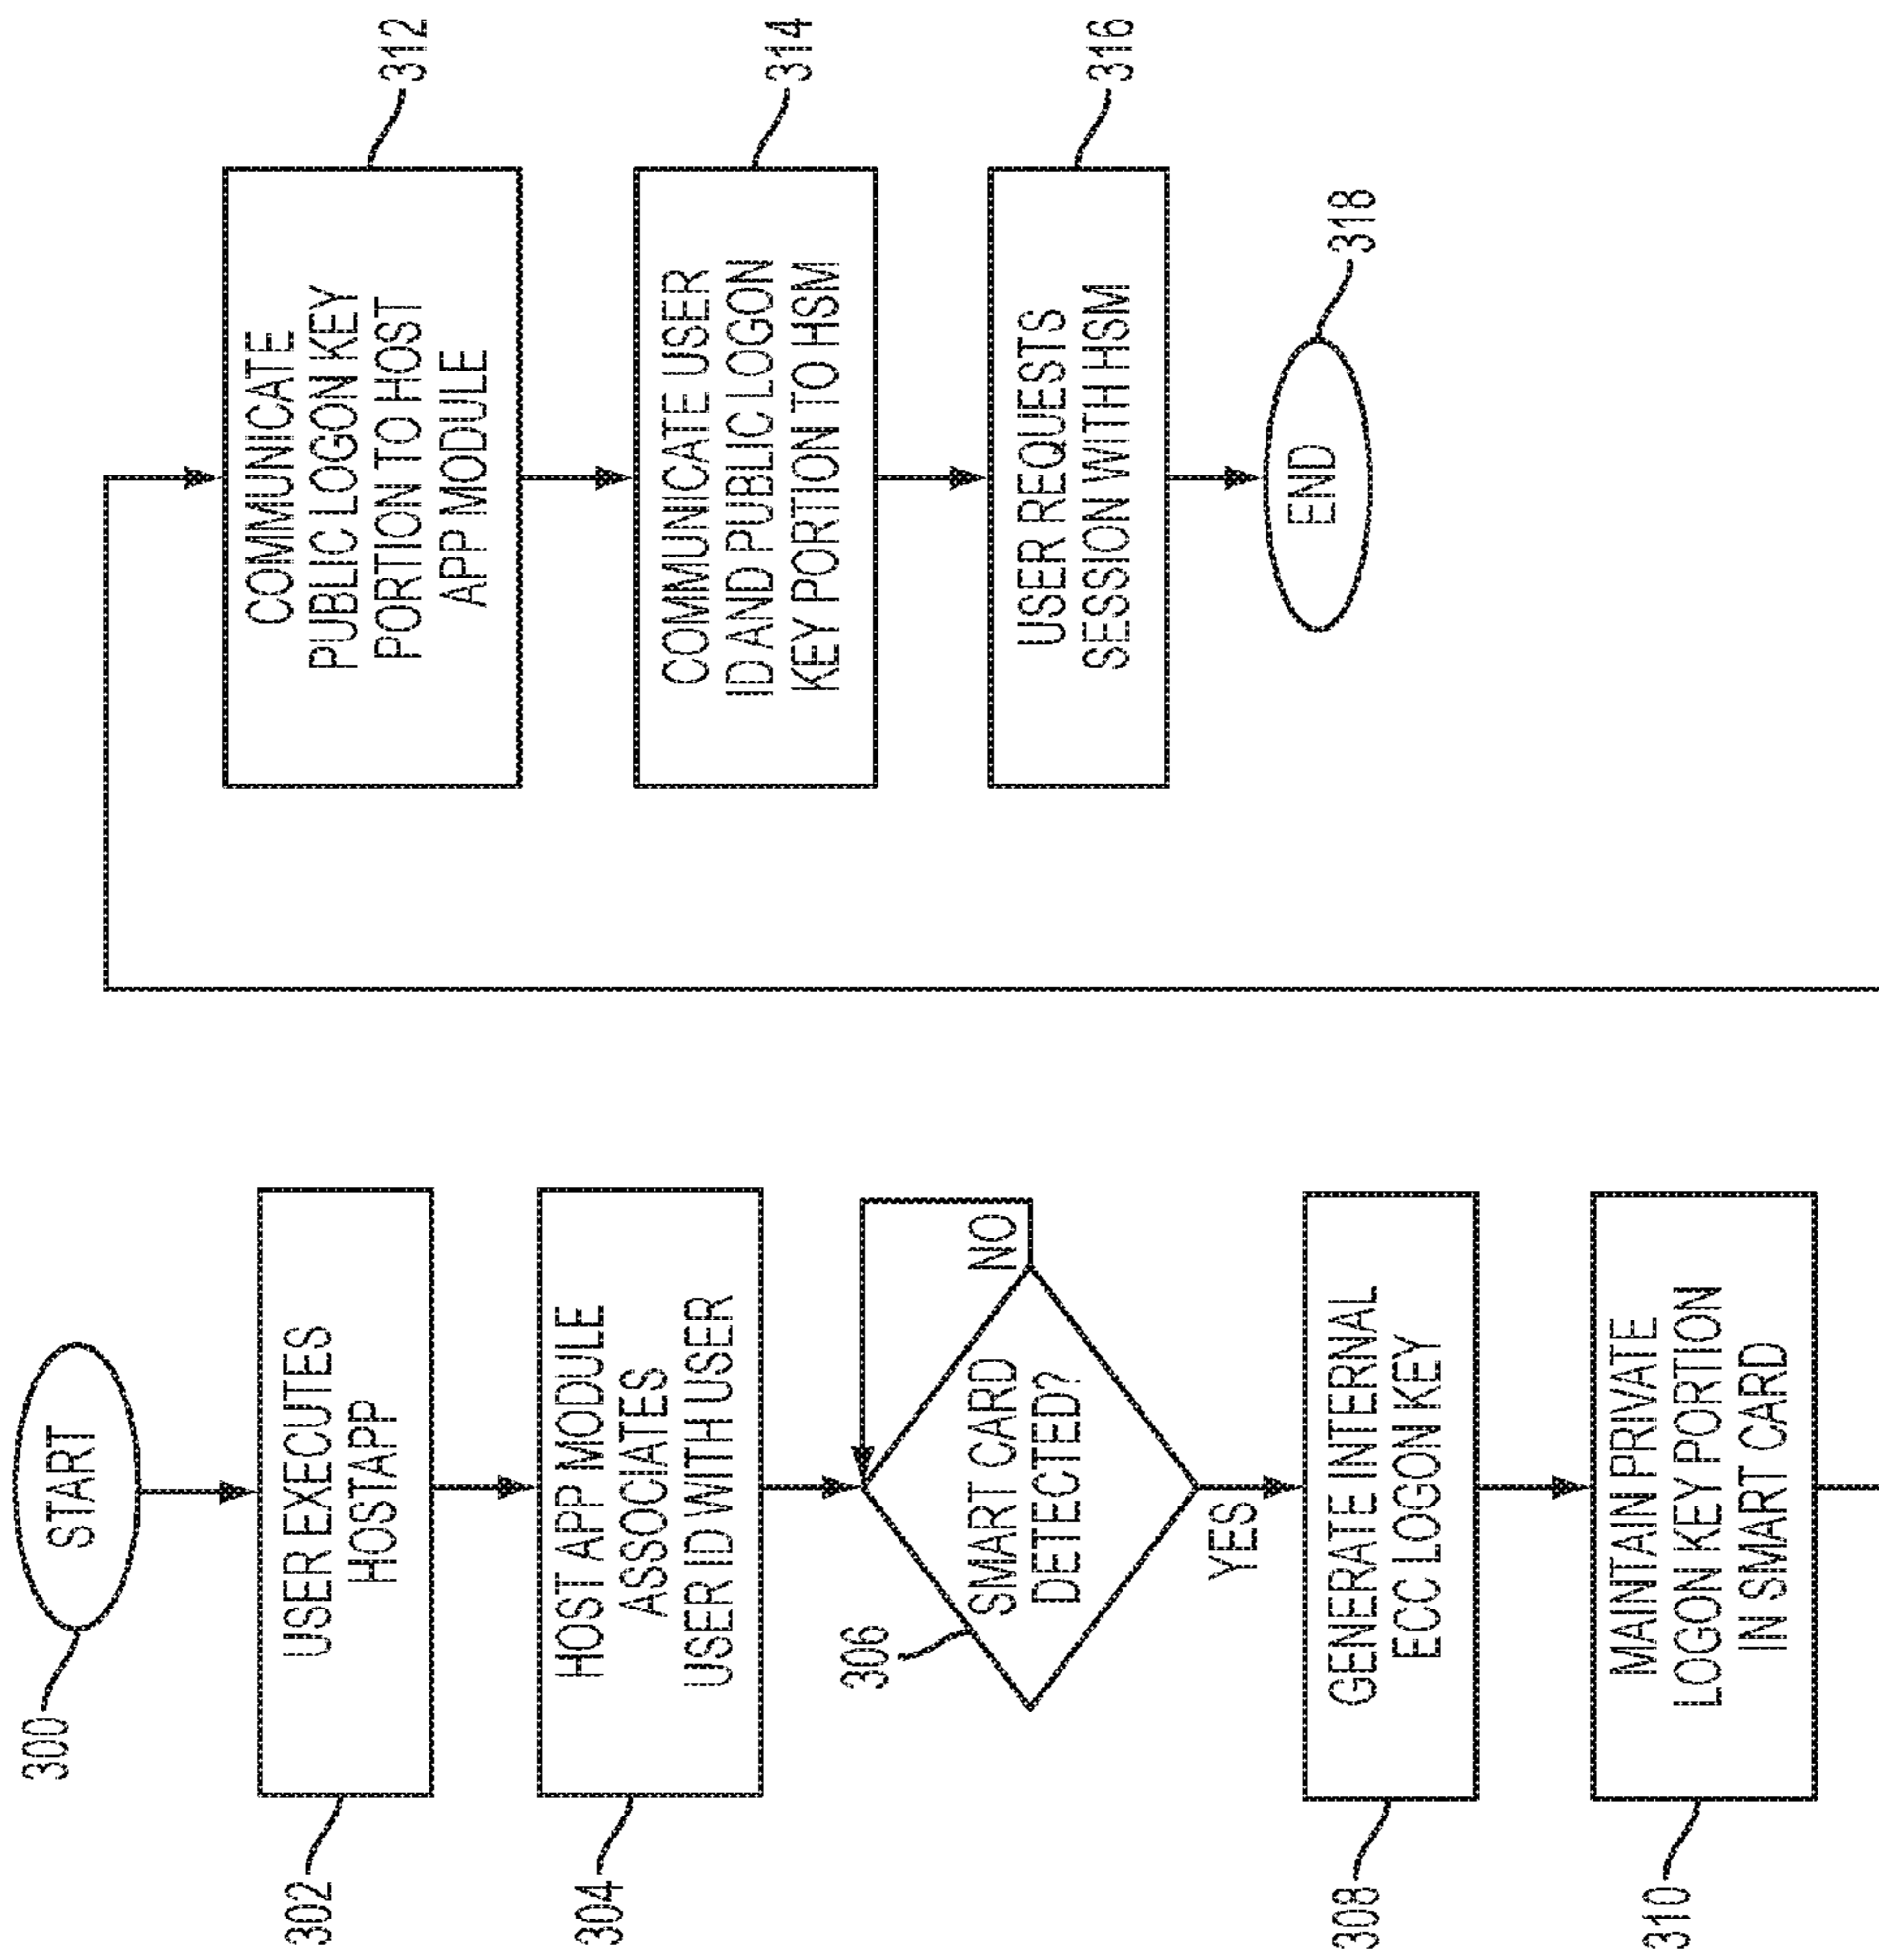 START
300
USER EXECUTES
HOSTAPP
302
HOST APP MODULE
ASSOCIATES
USER ID WITH USER
304
SMART CARD
DETECTED?
306
NO
YES
GENERATE INTERNAL
ECC LOGON KEY
308
MAINTAIN PRIVATE
LOGON KEY PORTION
IN SMART CARD
310
COMMUNICATE
PUBLIC LOGON KEY
PORTION TO HOST
APP MODULE
312
COMMUNICATE USER
ID AND PUBLIC LOGON
KEY PORTION TO HSM
314
USER REQUESTS
SESSION WITH HSM
316
END
318